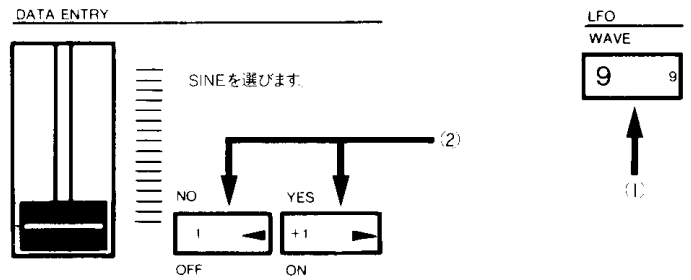 DATA ENTRY
SINEを選びます
(2)
NO
YES
1
+1
OFF
ON
LFO
WAVE
9 9
(1)